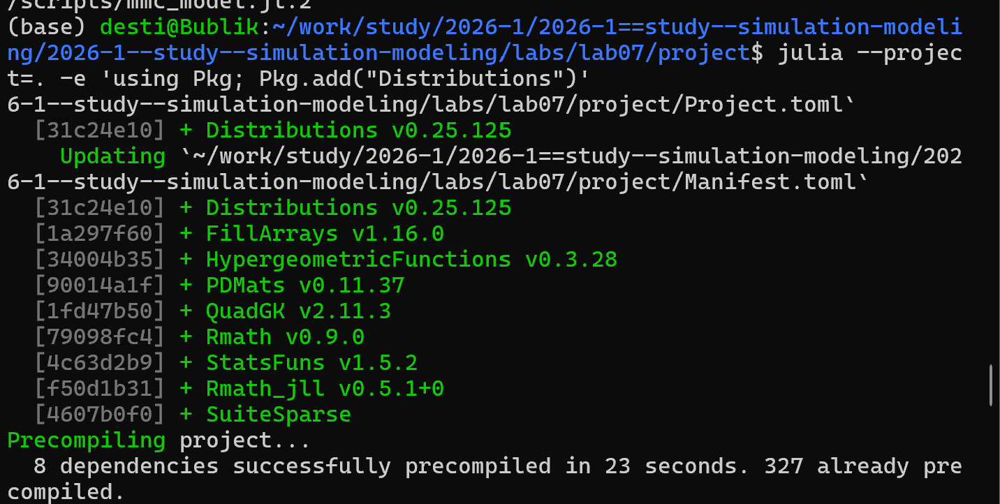 /scripts/mmc_model.jl:2
(base) desti@Bublik:~/work/study/2026-1/2026-1==study--simulation-modeli
ng/2026-1--study--simulation-modeling/labs/lab07/project$ julia --projec
t=. -e 'using Pkg; Pkg.add("Distributions")'
6-1--study--simulation-modeling/labs/lab07/project/Project.toml`
[31c24e10] + Distributions v0.25.125
Updating `~/work/study/2026-1/2026-1==study--simulation-modeling/202
6-1--study--simulation-modeling/labs/lab07/project/Manifest.toml`
[31c24e10] + Distributions v0.25.125
[1a297f60] + FillArrays v1.16.0
[34004b35] + HypergeometricFunctions v0.3.28
[90014a1f] + PDMats v0.11.37
[1fd47b50] + QuadGK v2.11.3
[79098fc4] + Rmath v0.9.0
[4c63d2b9] + StatsFuns v1.5.2
[f50d1b31] + Rmath_jll v0.5.1+0
[4607b0f0] + SuiteSparse
Precompiling project...
8 dependencies successfully precompiled in 23 seconds. 327 already pre
compiled.